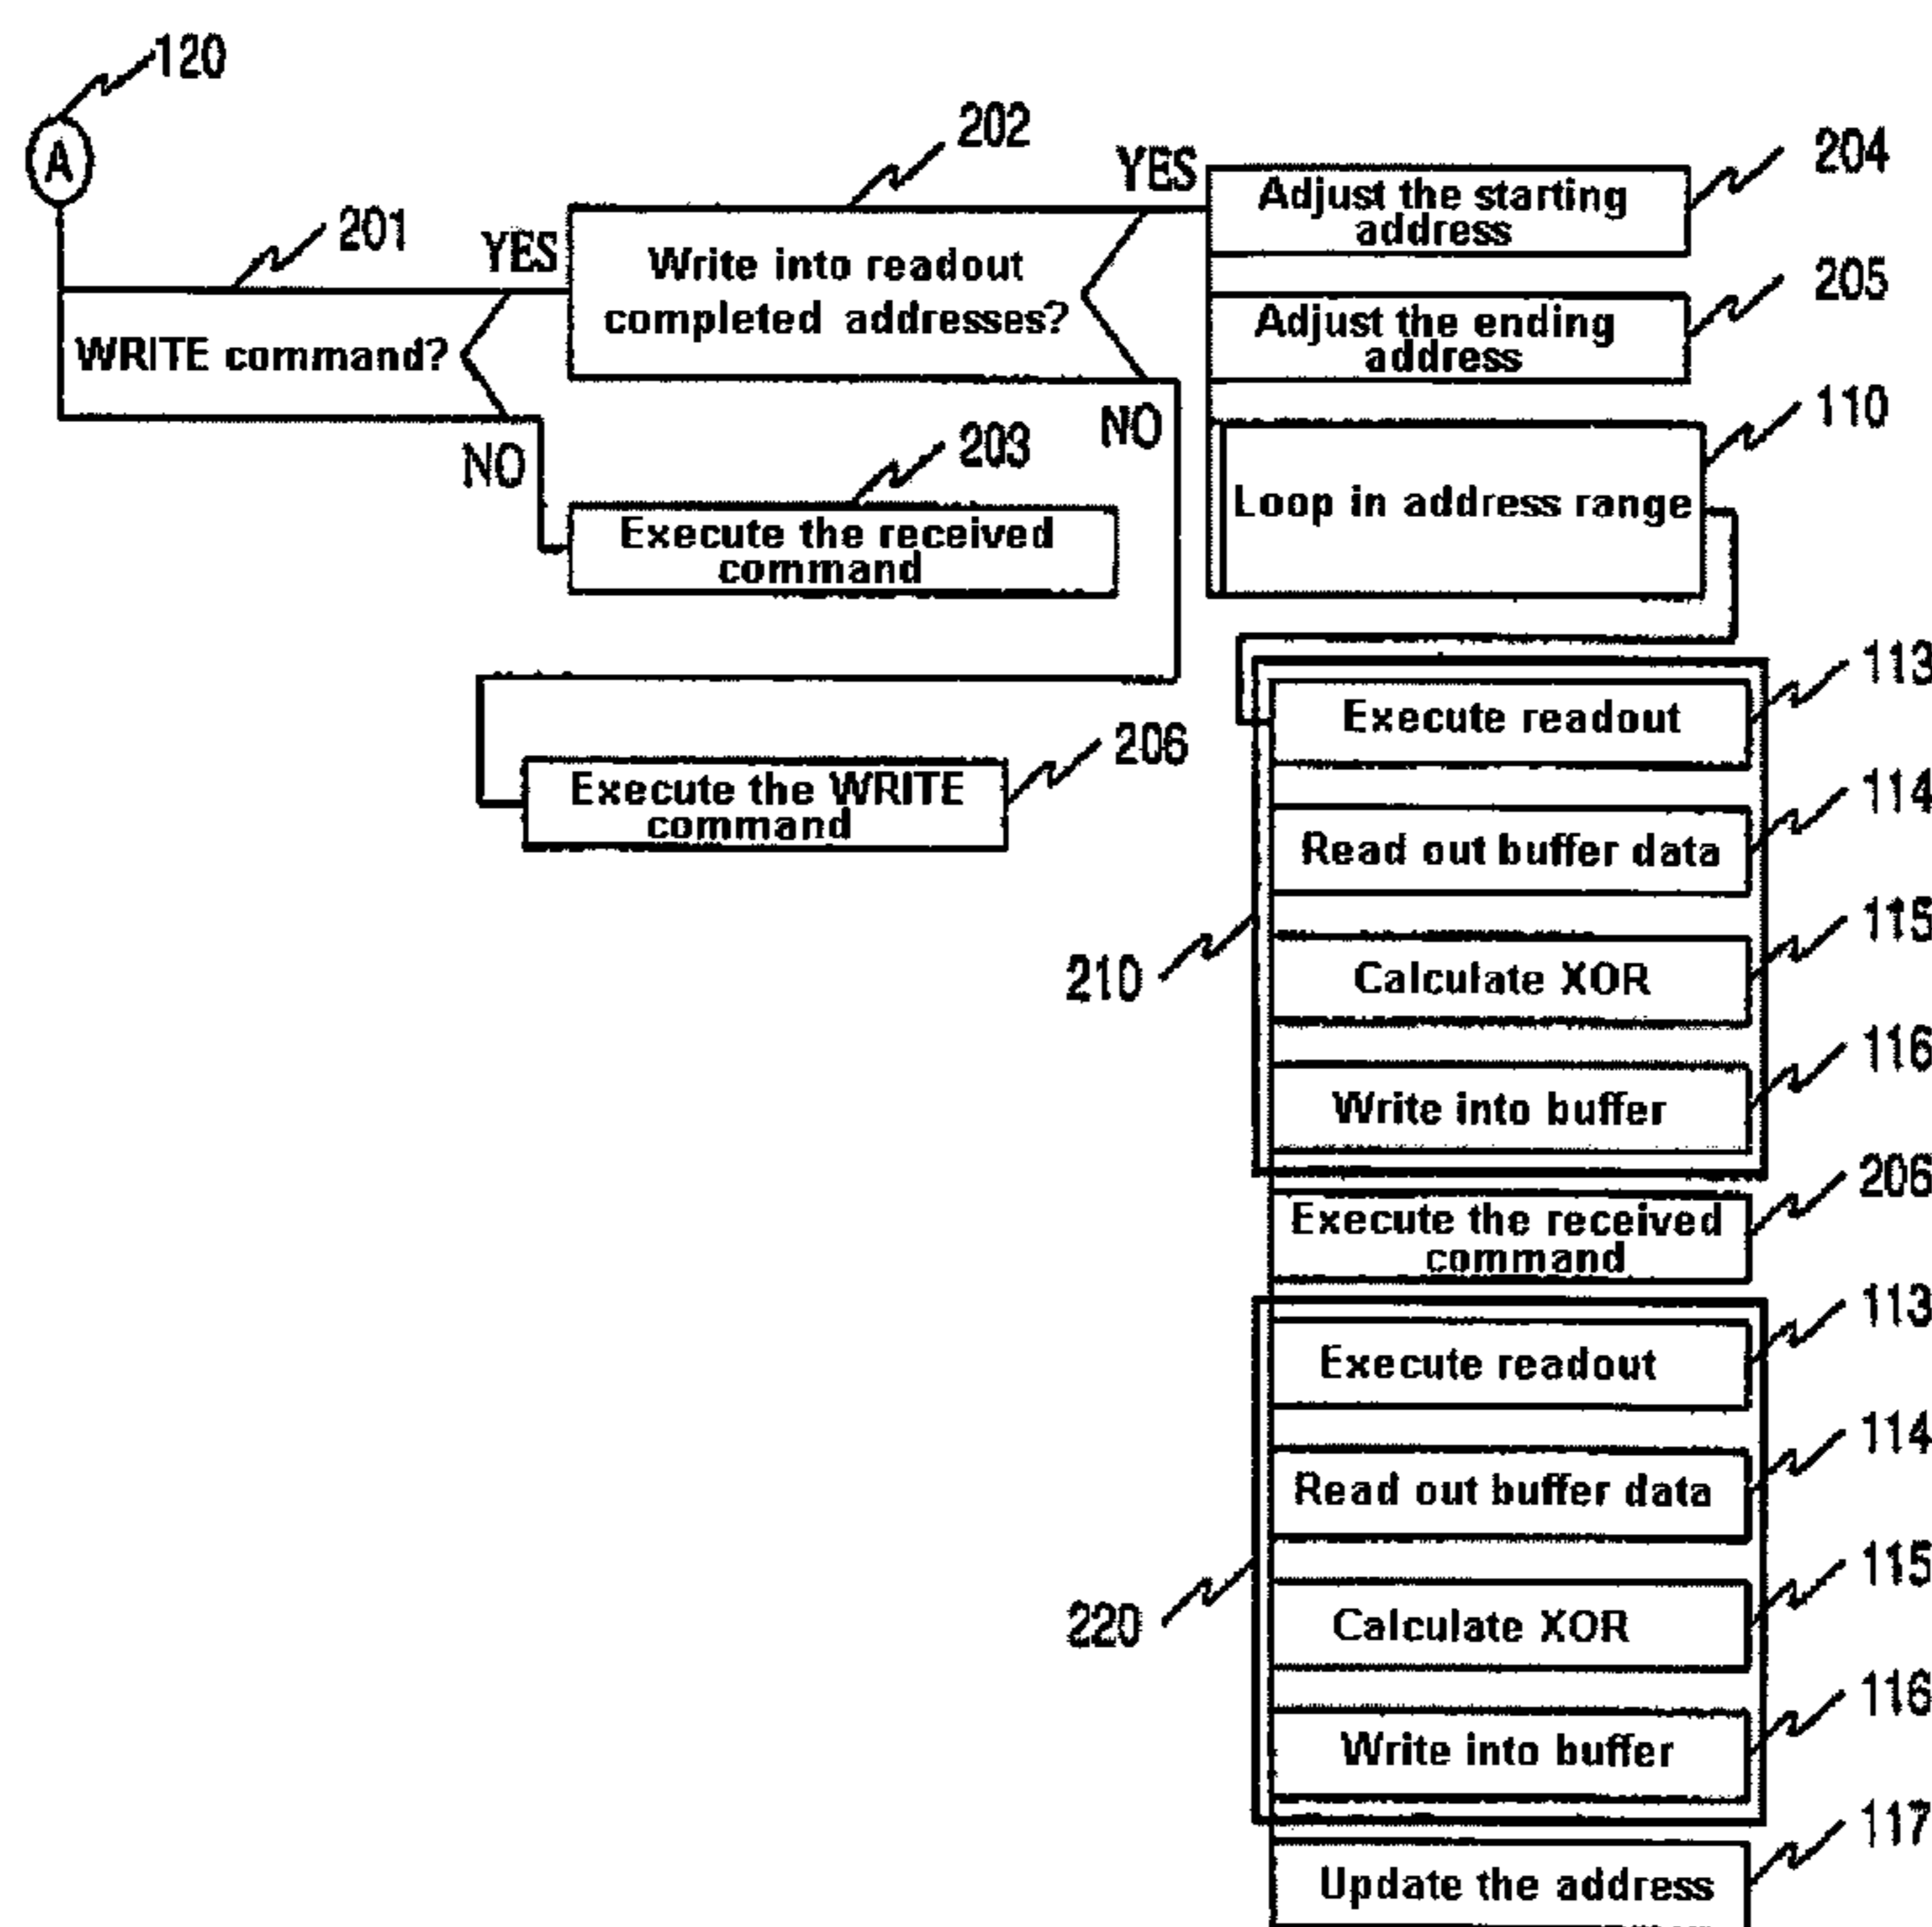 120
A
202
YES
204
Adjust the starting
address
201
YES
Write into readout
completed addresses?
205
Adjust the ending
address
WRITE command?
NO
110
NO
203
Loop in address range
Execute the received
command
113
Execute readout
206
Execute the WRITE
command
114
Read out buffer data
115
210
Calculate XOR
116
Write into buffer
206
Execute the received
command
113
Execute readout
114
Read out buffer data
115
220
Calculate XOR
116
Write into buffer
117
Update the address